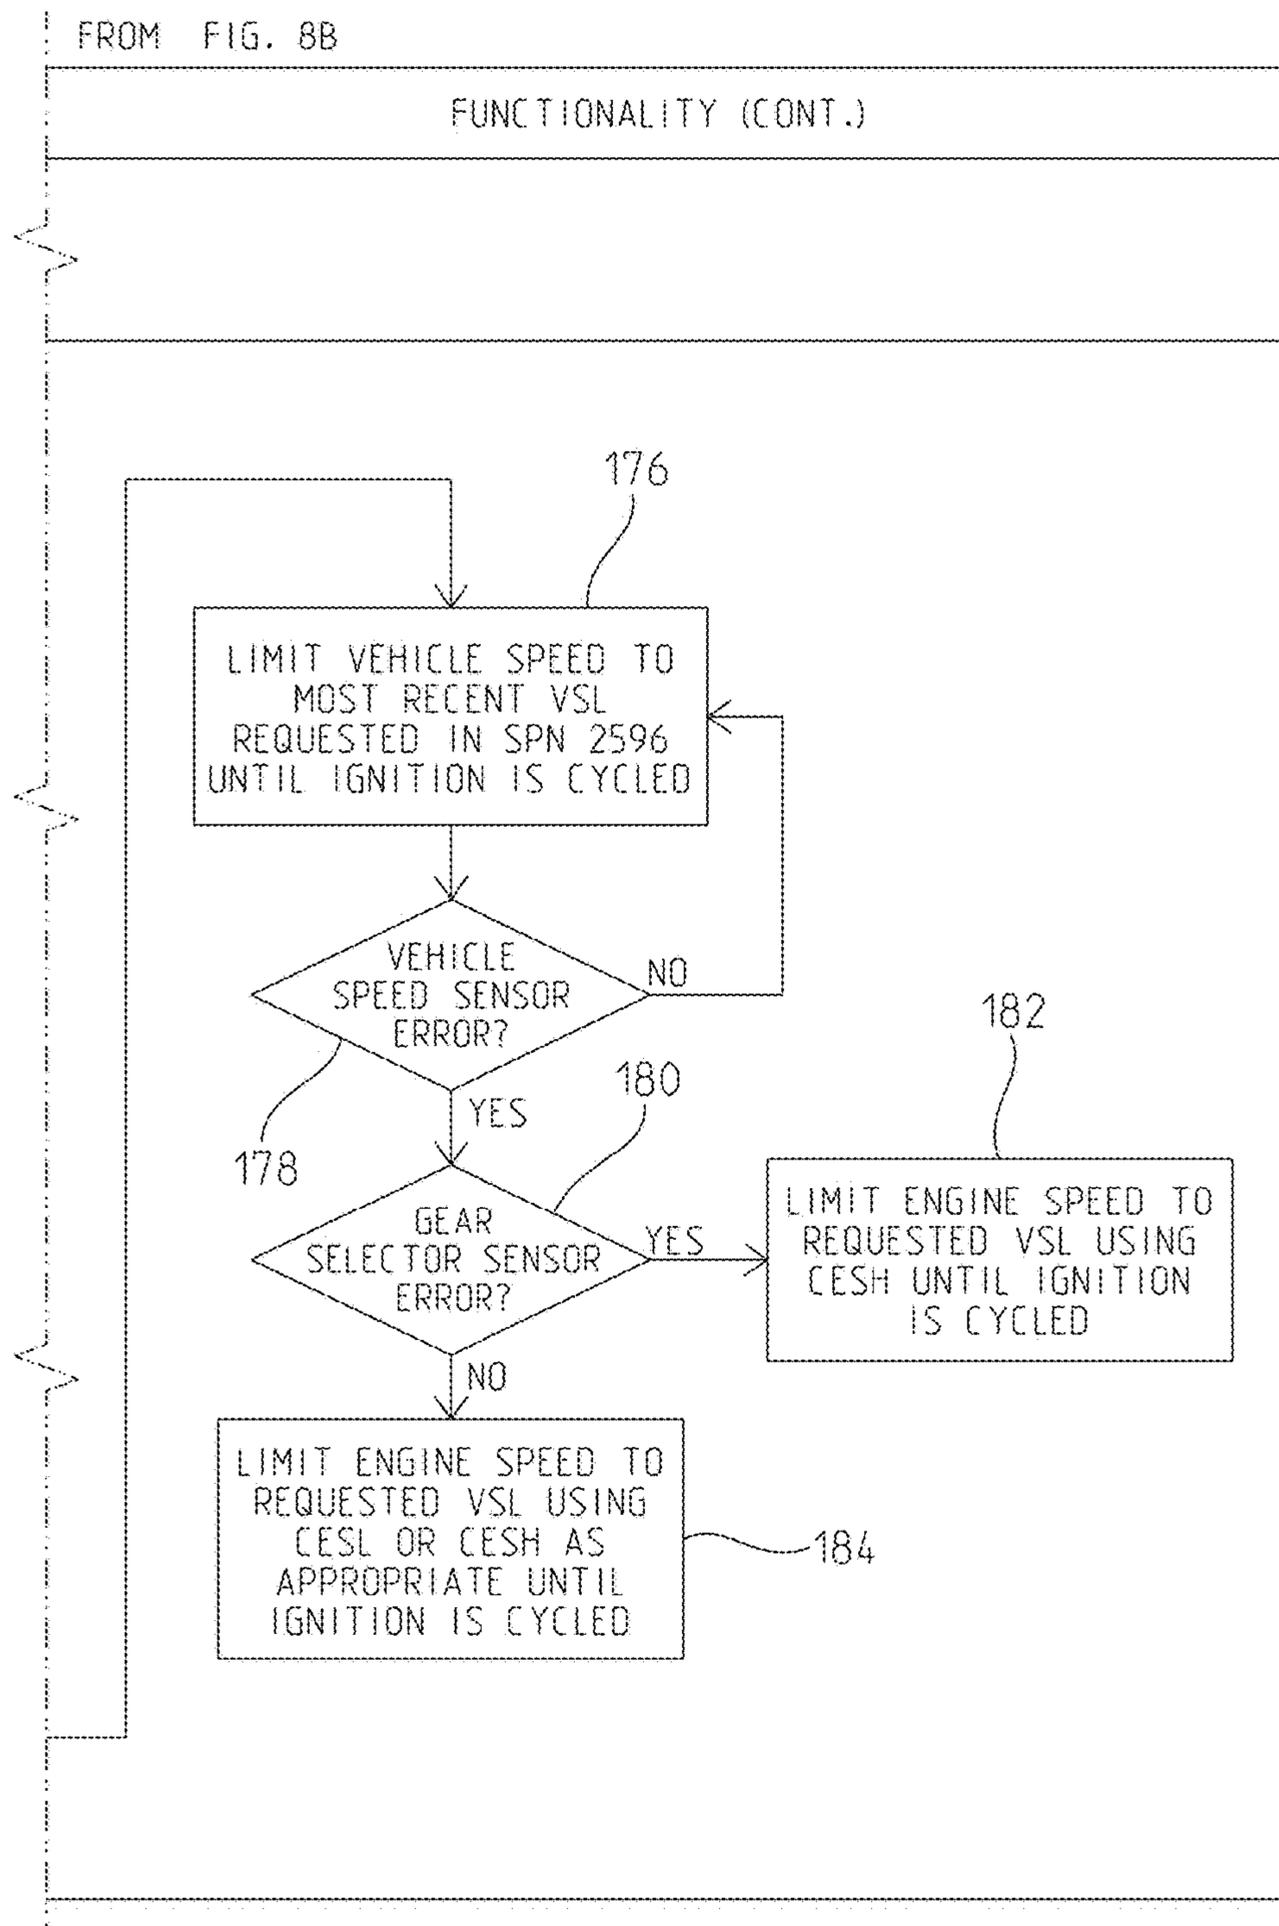 FROM FIG. 8B
FUNCTIONALITY (CONT.)
176
LIMIT VEHICLE SPEED TO
MOST RECENT VSL
REQUESTED IN SPN 2596
UNTIL IGNITION IS CYCLED
VEHICLE
SPEED SENSOR
ERROR?
NO
178
YES
180
182
GEAR
SELECTOR SENSOR
ERROR?
YES
LIMIT ENGINE SPEED TO
REQUESTED VSL USING
CESH UNTIL IGNITION
IS CYCLED
NO
LIMIT ENGINE SPEED TO
REQUESTED VSL USING
CESL OR CESH AS
APPROPRIATE UNTIL
IGNITION IS CYCLED
184